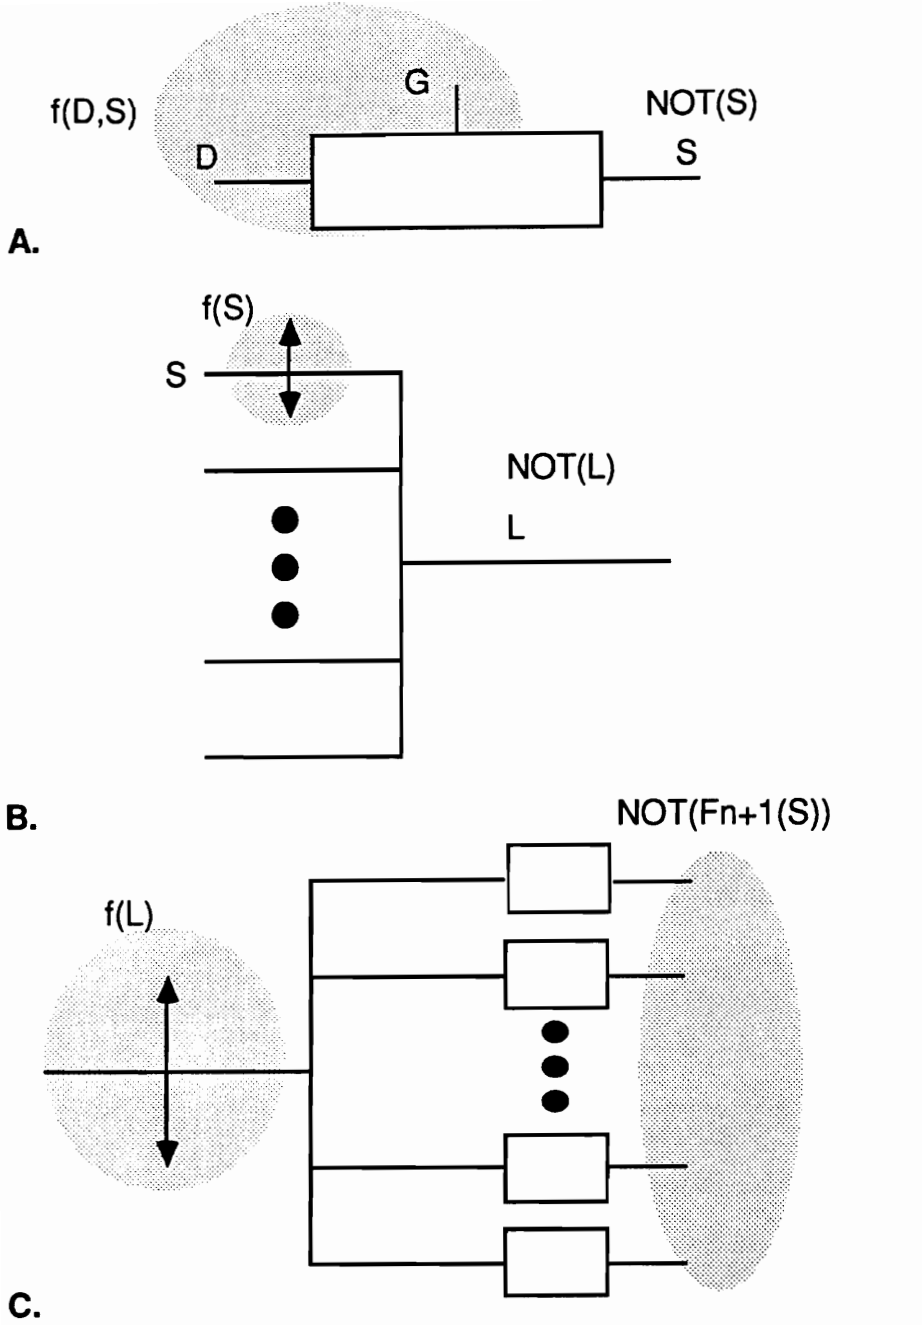 G
f(D,S)
NOT(S)
D
S
A.
f(S)
S
NOT(L)
L
B.
NOT(Fn+1(S))
f(L)
C.